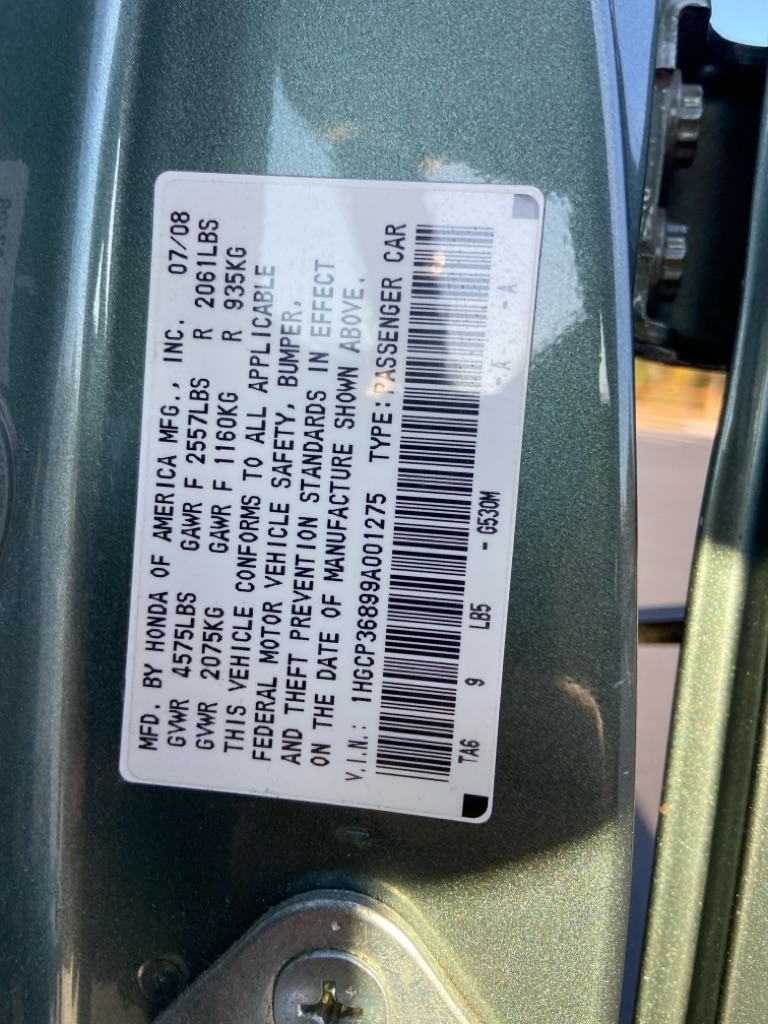 MFD. BY HONDA OF AMERICA MFG., INC. 07/08
GVWR 4575LBS GAWR F 2557LBS R 2061LBS
GVWR 2075KG GAWR F 1160KG R 935KG
THIS VEHICLE CONFORMS TO ALL APPLICABLE
FEDERAL MOTOR VEHICLE SAFETY, BUMPER,
AND THEFT PREVENTION STANDARDS IN EFFECT
ON THE DATE OF MANUFACTURE SHOWN ABOVE.
V.I.N.: 1HGCP36899A001275 TYPE: PASSENGER CAR
TA6 9 LB5 - G530M - A - A